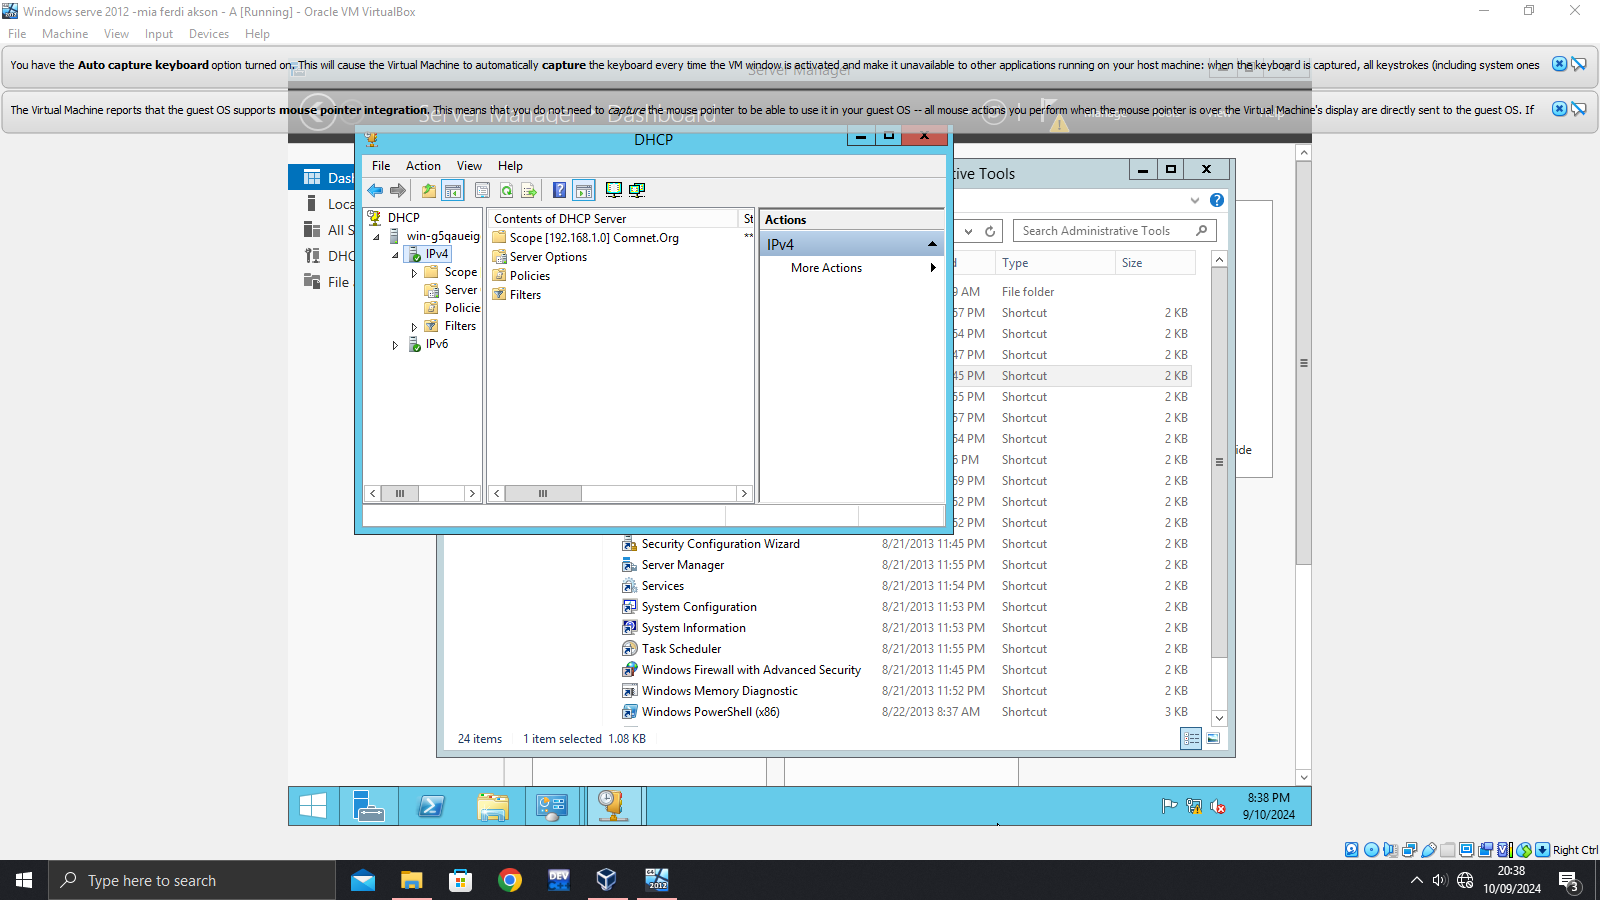 Windows serve 2012 -mia ferdi akson - A [Running] - Oracle VM VirtualBox
File Machine View Input Devices Help
You have the Auto capture keyboard option turned on. This will cause the Virtual Machine to automatically capture the keyboard every time the VM window is activated and make it unavailable to other applications running on your host machine: when the keyboard is captured, all keystrokes (including system ones
Server Manager
The Virtual Machine reports that the guest OS supports mouse pointer integration. This means that you do not need to capture the mouse pointer to be able to use it in your guest OS -- all mouse actions you perform when the mouse pointer is over the Virtual Machine's display are directly sent to the guest OS. If
Server Manager Dashboard
DHCP
File Action View Help
DHCP
win-g5qaueig
IPv4
Scope
Server
Policie
Filters
IPv6
Contents of DHCP Server St
Scope [192.168.1.0] Comnet.Org **
Server Options
Policies
Filters
Actions
IPv4
More Actions
Dash
Loca
All S
DHC
File
tive Tools
Search Administrative Tools
d Type Size
9 AM File folder
57 PM Shortcut 2 KB
54 PM Shortcut 2 KB
47 PM Shortcut 2 KB
45 PM Shortcut 2 KB
55 PM Shortcut 2 KB
57 PM Shortcut 2 KB
54 PM Shortcut 2 KB
5 PM Shortcut 2 KB
59 PM Shortcut 2 KB
52 PM Shortcut 2 KB
52 PM Shortcut 2 KB
Security Configuration Wizard 8/21/2013 11:45 PM Shortcut 2 KB
Server Manager 8/21/2013 11:55 PM Shortcut 2 KB
Services 8/21/2013 11:54 PM Shortcut 2 KB
System Configuration 8/21/2013 11:53 PM Shortcut 2 KB
System Information 8/21/2013 11:53 PM Shortcut 2 KB
Task Scheduler 8/21/2013 11:55 PM Shortcut 2 KB
Windows Firewall with Advanced Security 8/21/2013 11:45 PM Shortcut 2 KB
Windows Memory Diagnostic 8/21/2013 11:52 PM Shortcut 2 KB
Windows PowerShell (x86) 8/22/2013 8:37 AM Shortcut 3 KB
ide
24 items 1 item selected 1.08 KB
8:38 PM
9/10/2024
Right Ctrl
Type here to search
DEV
2012
20:38
10/09/2024
3